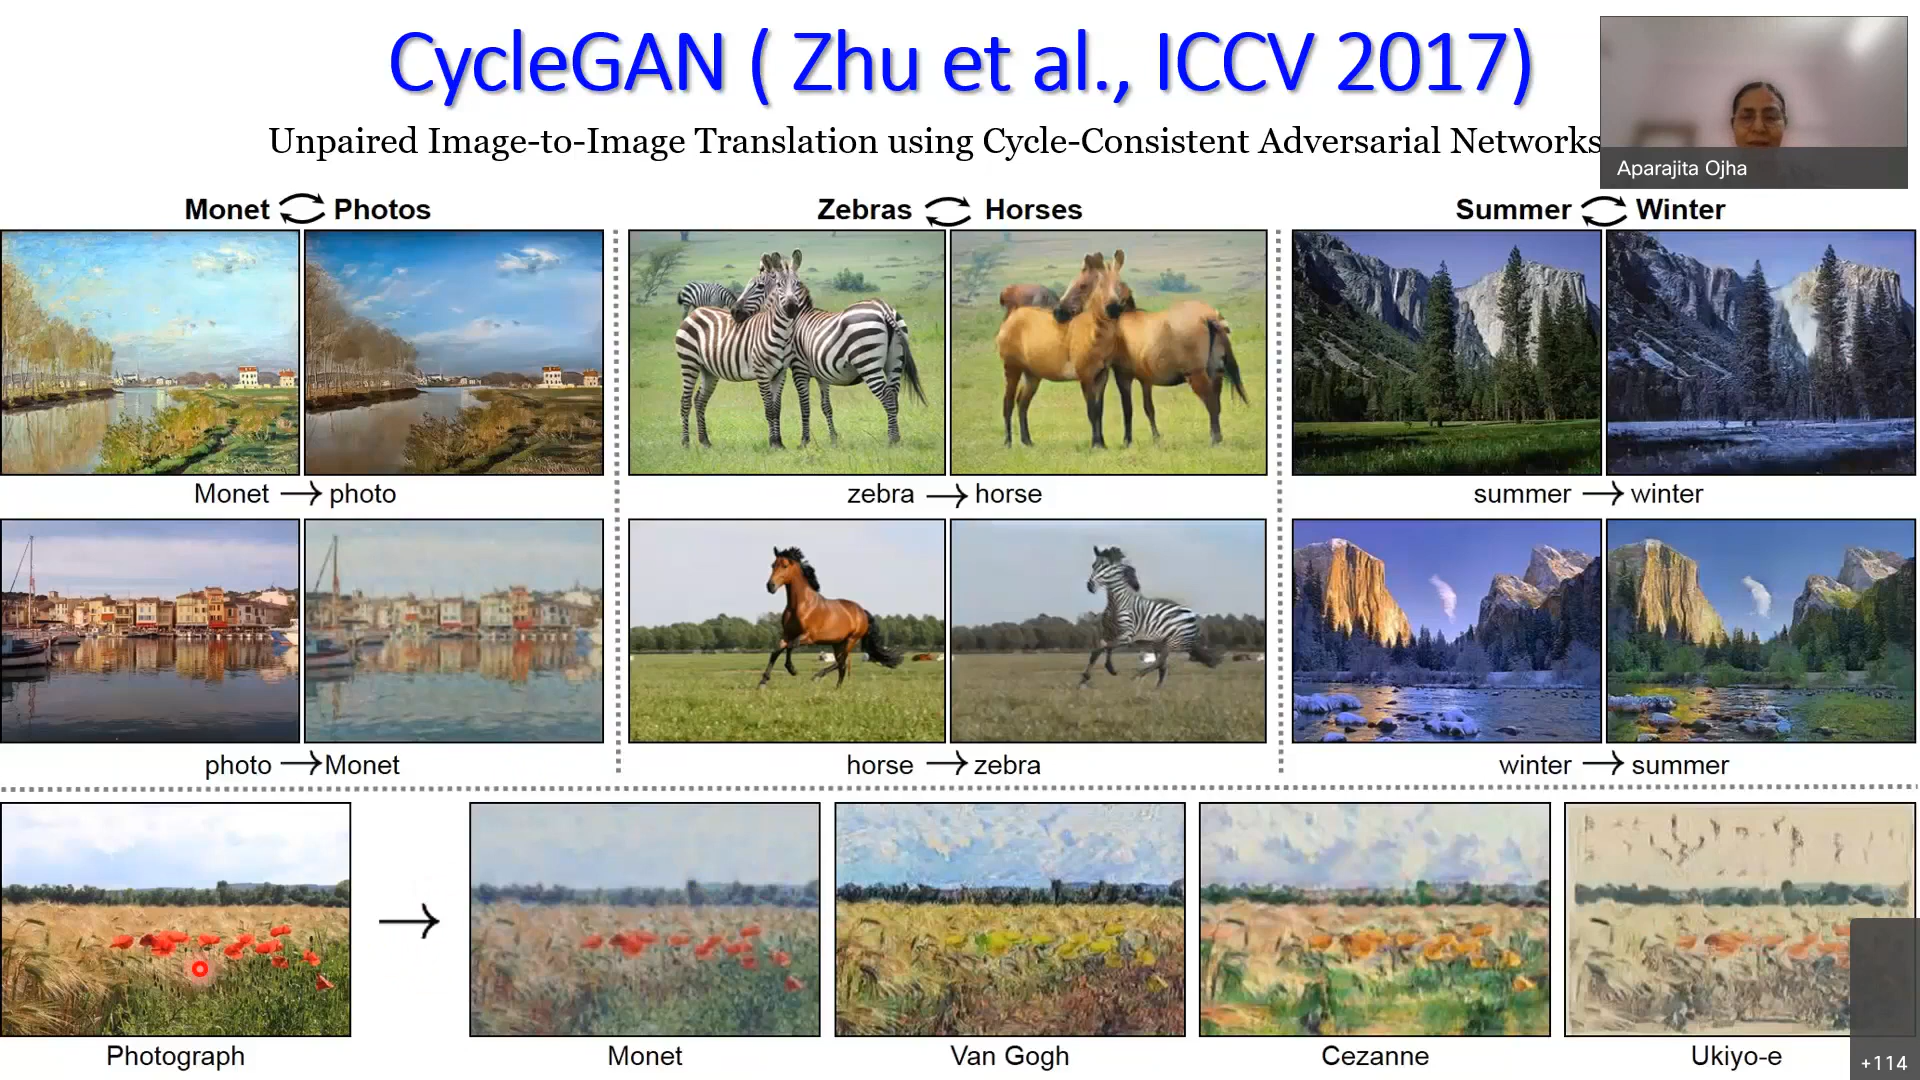 CycleGAN ( Zhu et al., ICCV 2017)
Unpaired Image-to-Image Translation using Cycle-Consistent Adversarial Networks
Aparajita Ojha
Monet Photos
Zebras Horses
Summer Winter
Monet → photo
zebra → horse
summer → winter
photo → Monet
horse → zebra
winter → summer
→
Photograph
Monet
Van Gogh
Cezanne
Ukiyo-e
+114